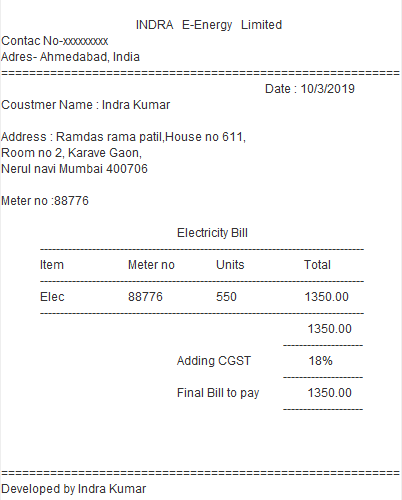 INDRA E-Energy Limited
Contac No-xxxxxxxxx
Adres- Ahmedabad, India
==================================================
Date : 10/3/2019
Coustmer Name : Indra Kumar
Address : Ramdas rama patil,House no 611,
Room no 2, Karave Gaon,
Nerul navi Mumbai 400706
Meter no :88776
Electricity Bill
Item Meter no Units Total
Elec 88776 550 1350.00
1350.00
Adding CGST 18%
Final Bill to pay 1350.00
==================================================
Developed by Indra Kumar